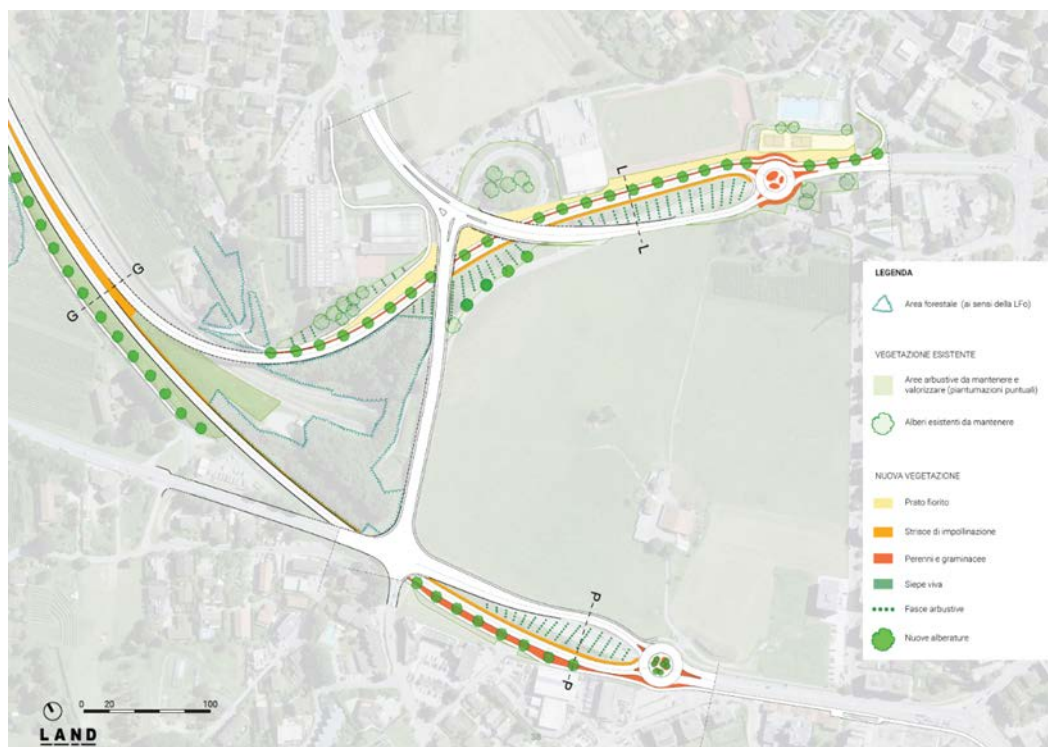 L
L
G
G
P
P
LEGENDA
Area forestale (ai sensi della LFo)
VEGETAZIONE ESISTENTE
Aree arbustive da mantenere e
valorizzare (piantumazioni puntuali)
Alberi esistenti da mantenere
NUOVA VEGETAZIONE
Prato fiorito
Strisce di impollinazione
Perenni e graminacee
Siepe viva
Fasce arbustive
Nuove alberature
0 20 100
LAND